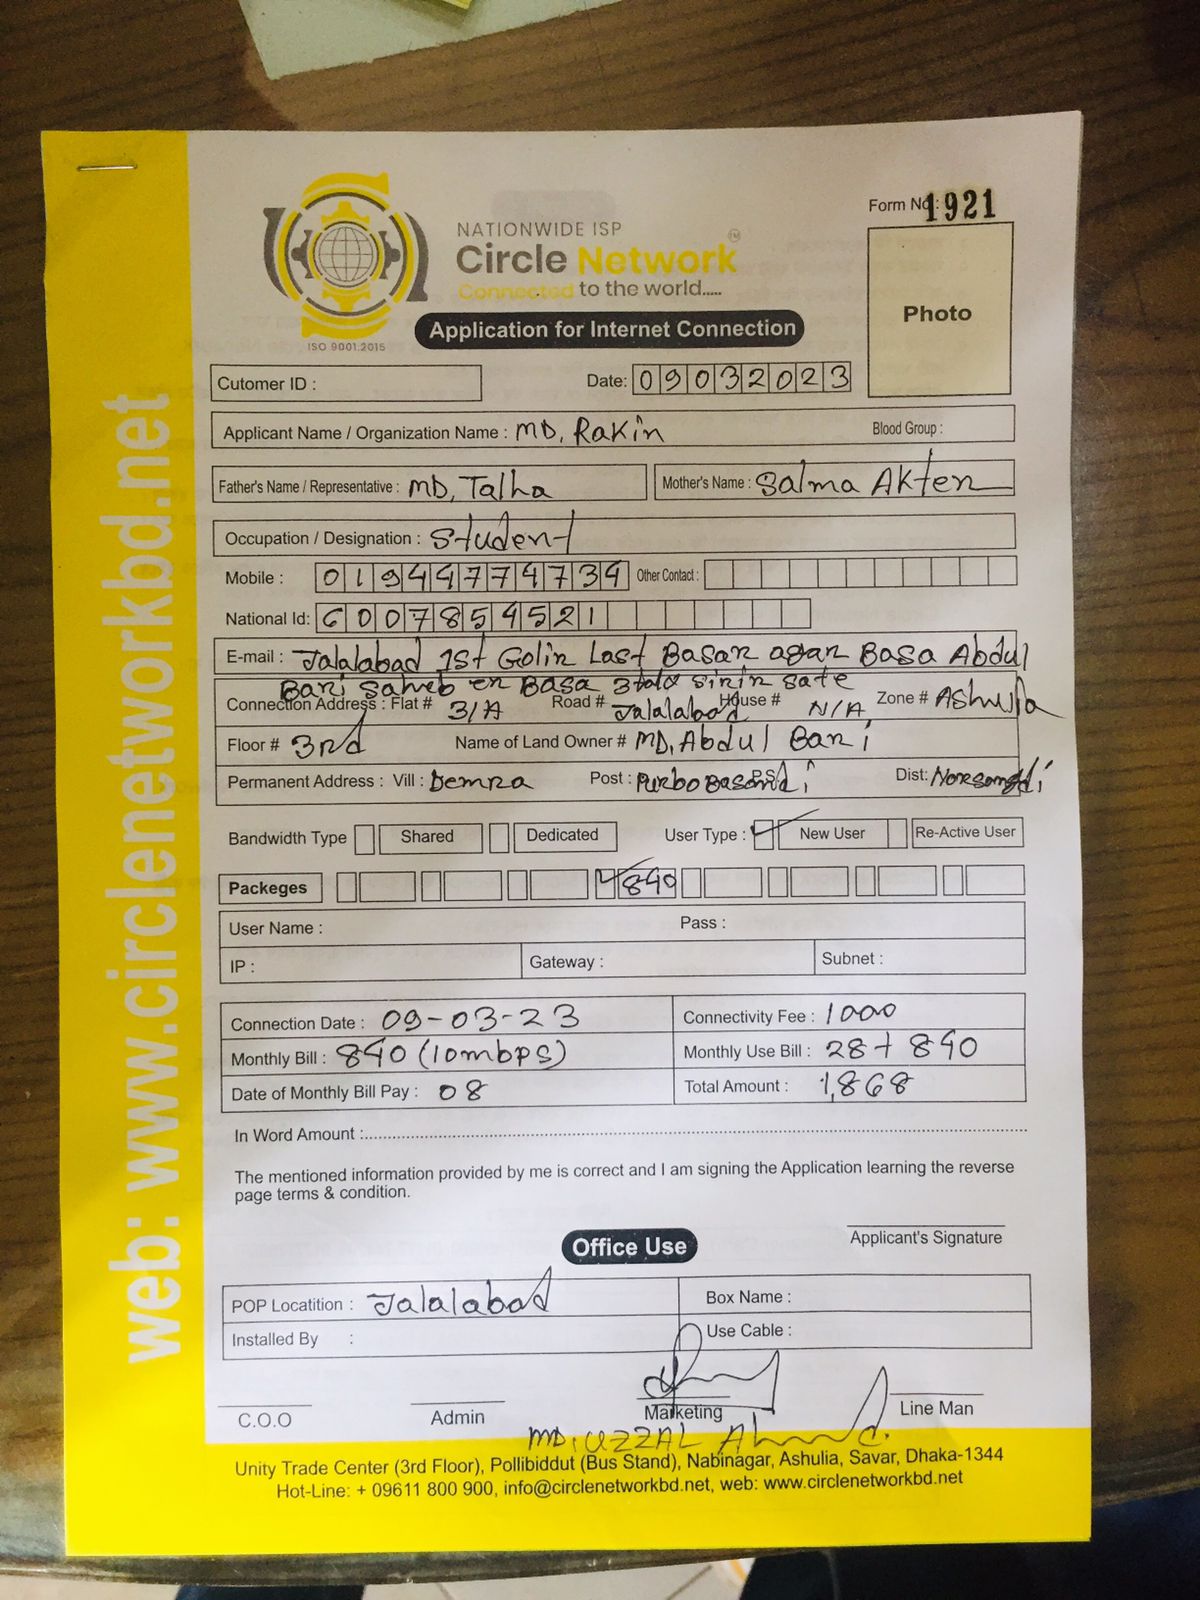 Form No: 1921
NATIONWIDE ISP
Circle Network TM
Connected to the world.....
ISO 9001.2015
Application for Internet Connection
Photo
Cutomer ID :
Date: 09032023
Applicant Name / Organization Name : MD, Rakin Blood Group :
Father's Name / Representative : MD, Talha Mother's Name : Salma Akter
Occupation / Designation : Student
Mobile : 01944774734 Other Contact :
National Id: 6007854521
E-mail : Jalalabad 1st Golir Last Basar agar Basa Abdul
Bari saheb er Basa 3tala sirir sate
Connection Address : Flat # 3/A Road # Jalalabad House # N/A Zone # Ashulia
Floor # 3rd Name of Land Owner # MD, Abdul Bari
Permanent Address : Vill : Demra Post : P.S Dist:
Bandwidth Type Shared Dedicated User Type : New User Re-Active User
Packeges 840
User Name : Pass :
IP : Gateway : Subnet :
Connection Date : 09-03-23 Connectivity Fee : 1000
Monthly Bill : 840 (10mbps) Monthly Use Bill : 28 + 840
Date of Monthly Bill Pay : 08 Total Amount : 1,868
In Word Amount :
The mentioned information provided by me is correct and I am signing the Application learning the reverse
page terms & condition.
Applicant's Signature
Office Use
POP Locatition : Jalalabad Box Name :
Installed By : Use Cable :
C.O.O Admin Marketing Line Man
MD. UZZAL Ahmed.
Unity Trade Center (3rd Floor), Pollibiddut (Bus Stand), Nabinagar, Ashulia, Savar, Dhaka-1344
Hot-Line: + 09611 800 900, info@circlenetworkbd.net, web: www.circlenetworkbd.net
web: www.circlenetworkbd.net